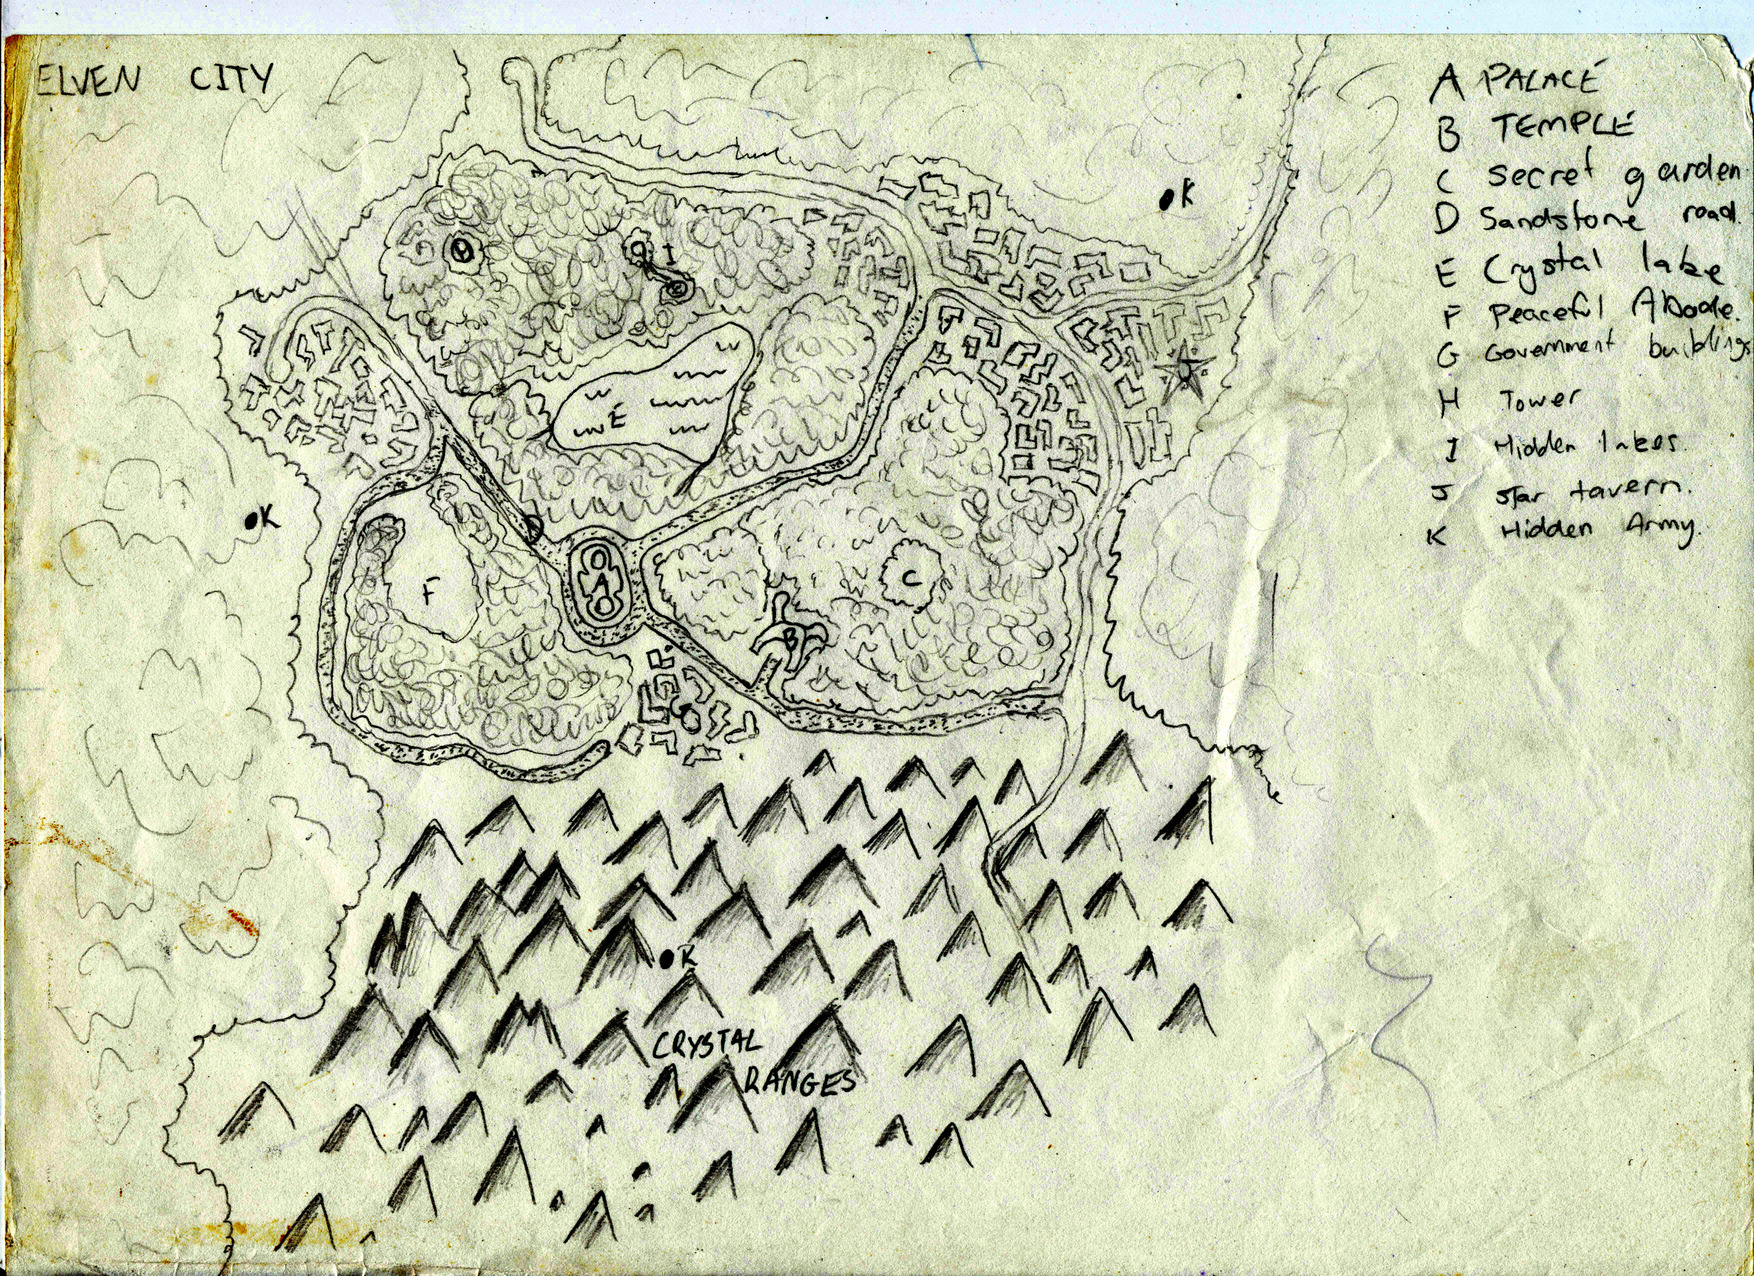 ELVEN CITY
A PALACE
B TEMPLE
C Secret garden
D Sandstone road.
E Crystal lake
F Peaceful Abode.
G Government buildings
H Tower
I Hidden lakes.
J Star tavern.
K Hidden Army.
K
I
E
J
K
F
A
C
B
G
K
CRYSTAL
RANGES